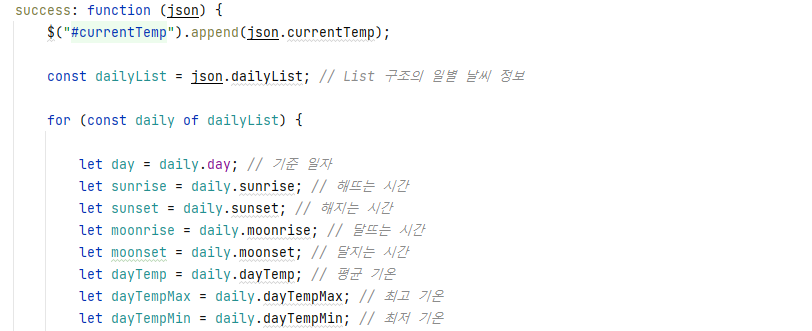 success: function (json) {
$("#currentTemp").append(json.currentTemp);
const dailyList = json.dailyList; // List 구조의 일별 날씨 정보
for (const daily of dailyList) {
let day = daily.day; // 기준 일자
let sunrise = daily.sunrise; // 해뜨는 시간
let sunset = daily.sunset; // 해지는 시간
let moonrise = daily.moonrise; // 달뜨는 시간
let moonset = daily.moonset; // 달지는 시간
let dayTemp = daily.dayTemp; // 평균 기온
let dayTempMax = daily.dayTempMax; // 최고 기온
let dayTempMin = daily.dayTempMin; // 최저 기온